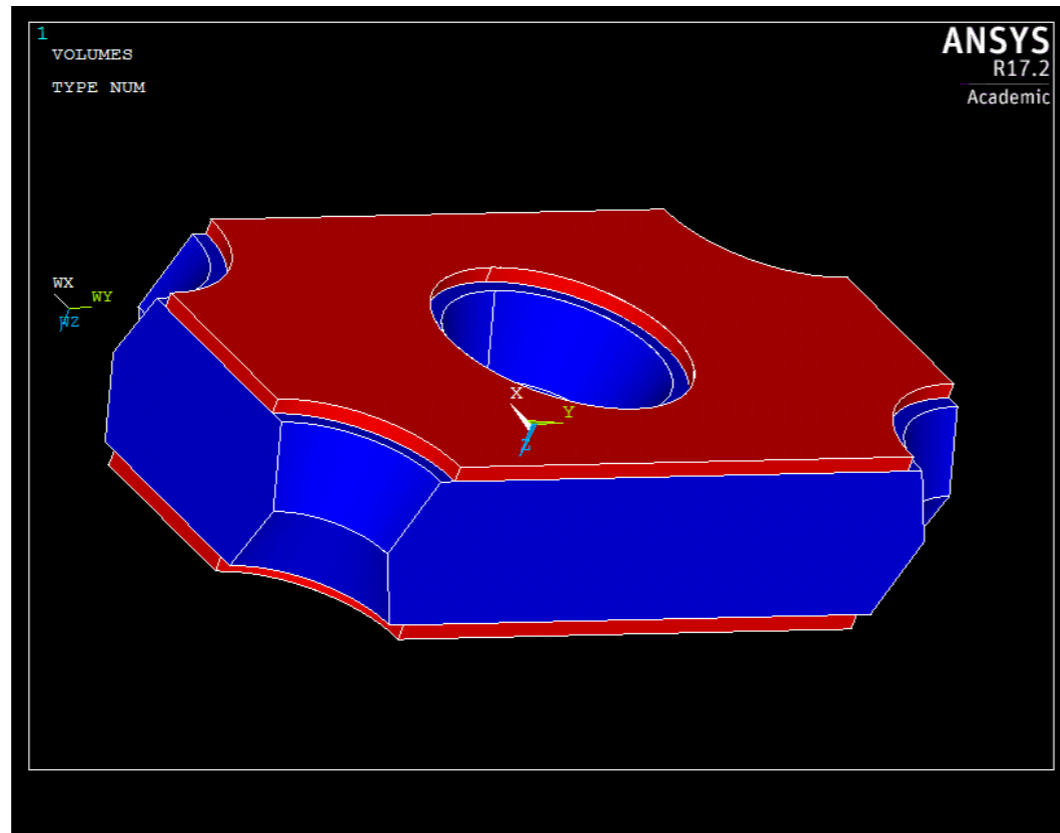 1
VOLUMES
TYPE NUM
ANSYS
R17.2
Academic
WX
WY
WZ
X
Y
Z